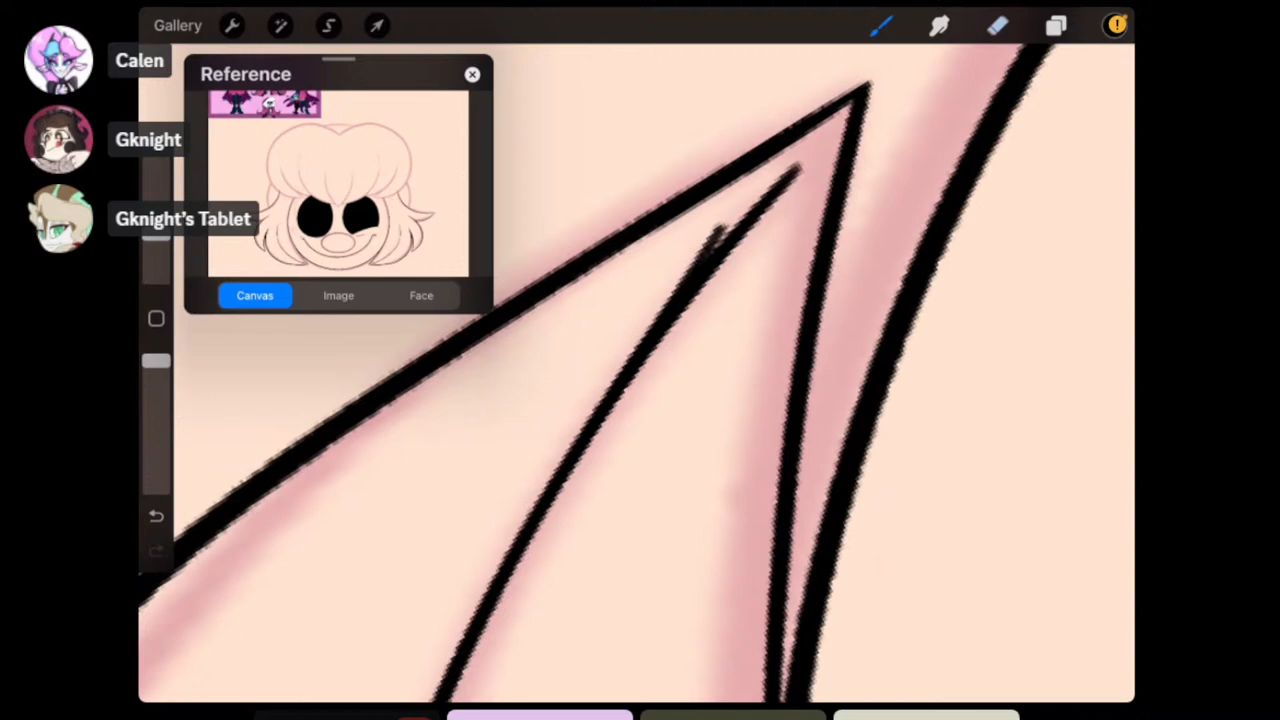 Gallery
Calen
Reference
Gknight
Gknight's Tablet
Canvas Image Face